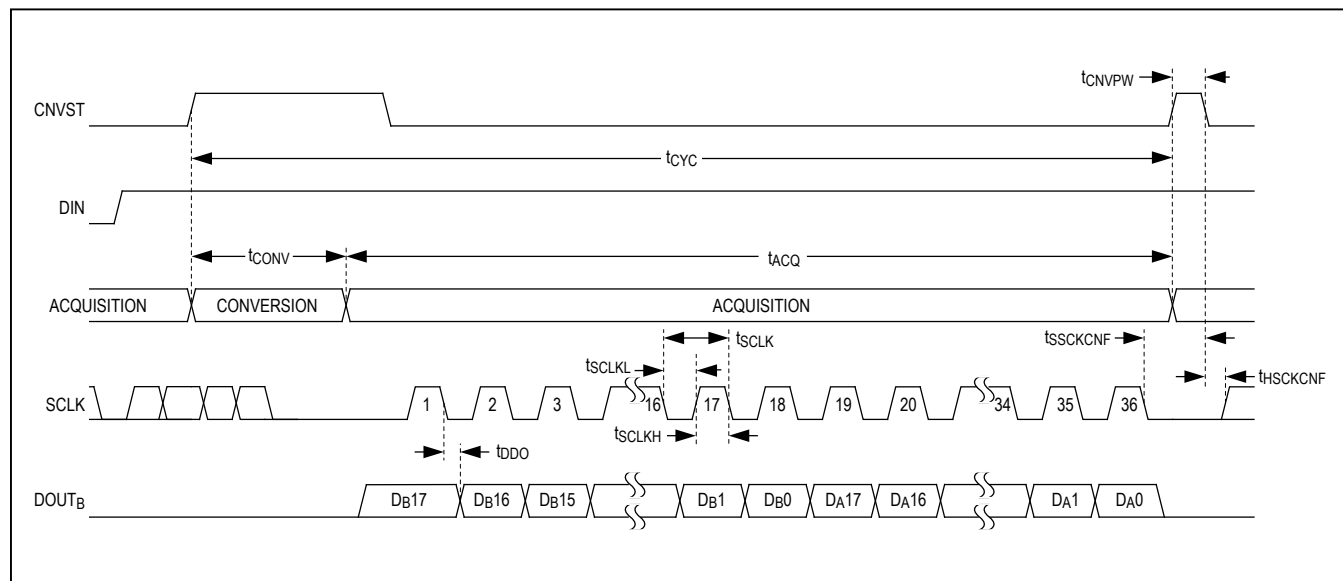 tCNVPW
CNVST
tCYC
DIN
tCONV
tACQ
ACQUISITION
CONVERSION
ACQUISITION
tSCLK
tSSCKCNF
tSCLKL
tHSCKCNF
SCLK
1
2
3
16
17
18
19
20
34
35
36
tSCLKH
tDDO
DOUTB
DB17
DB16
DB15
DB1
DB0
DA17
DA16
DA1
DA0